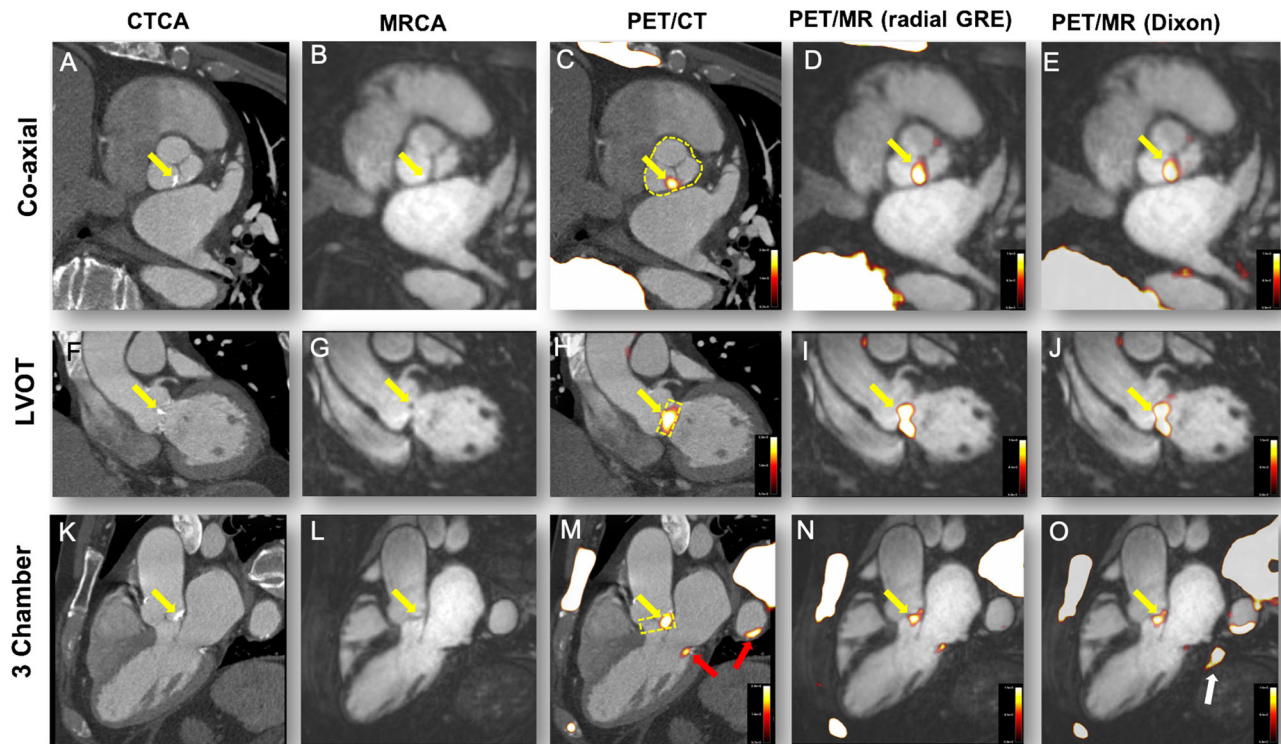 CTCA MRCA PET/CT PET/MR (radial GRE) PET/MR (Dixon)
Co-axial
A B C D E
LVOT
F G H I J
3 Chamber
K L M N O